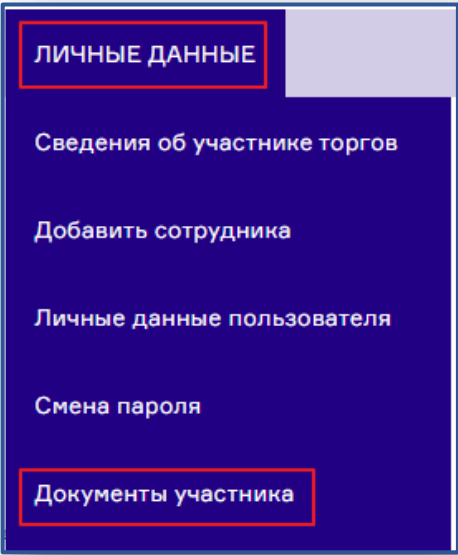 ЛИЧНЫЕ ДАННЫЕ
Сведения об участнике торгов
Добавить сотрудника
Личные данные пользователя
Смена пароля
Документы участника